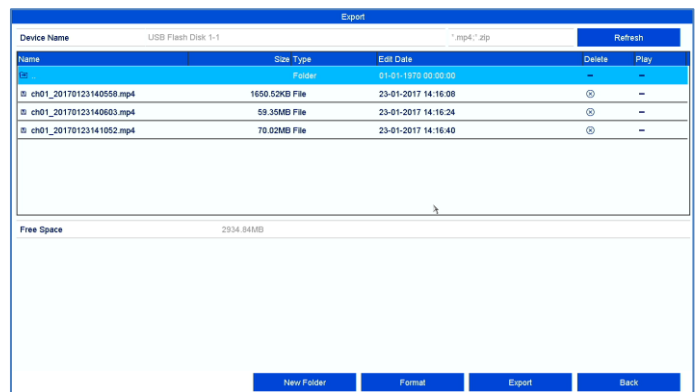 Export
Device Name USB Flash Disk 1-1 *.mp4;*.zip Refresh
Name Size Type Edit Date Delete Play
.. Folder 01-01-1970 00:00:00 – –
ch01_20170123140558.mp4 1650.52KB File 23-01-2017 14:16:08 –
ch01_20170123140603.mp4 59.35MB File 23-01-2017 14:16:24 –
ch01_20170123141052.mp4 70.02MB File 23-01-2017 14:16:40 –
Free Space 2934.84MB
New Folder Format Export Back